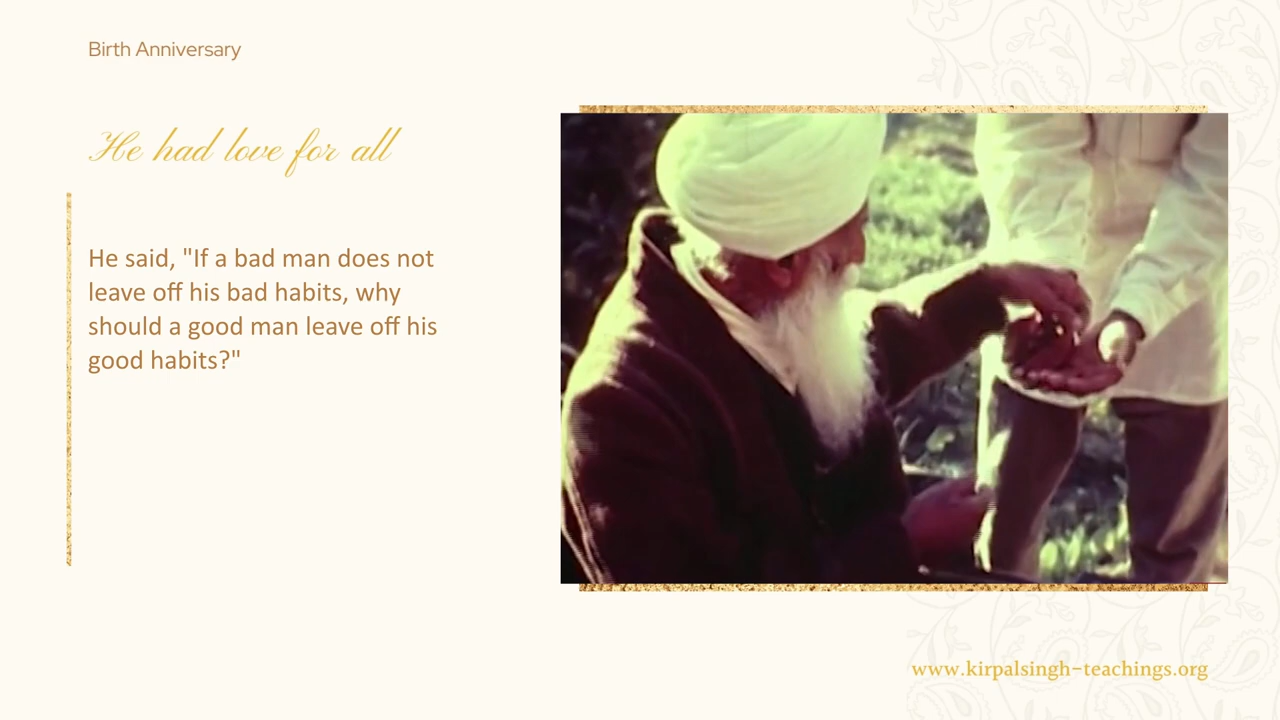 Birth Anniversary
He had love for all
He said, "If a bad man does not
leave off his bad habits, why
should a good man leave off his
good habits?"
www.kirpalsingh-teachings.org